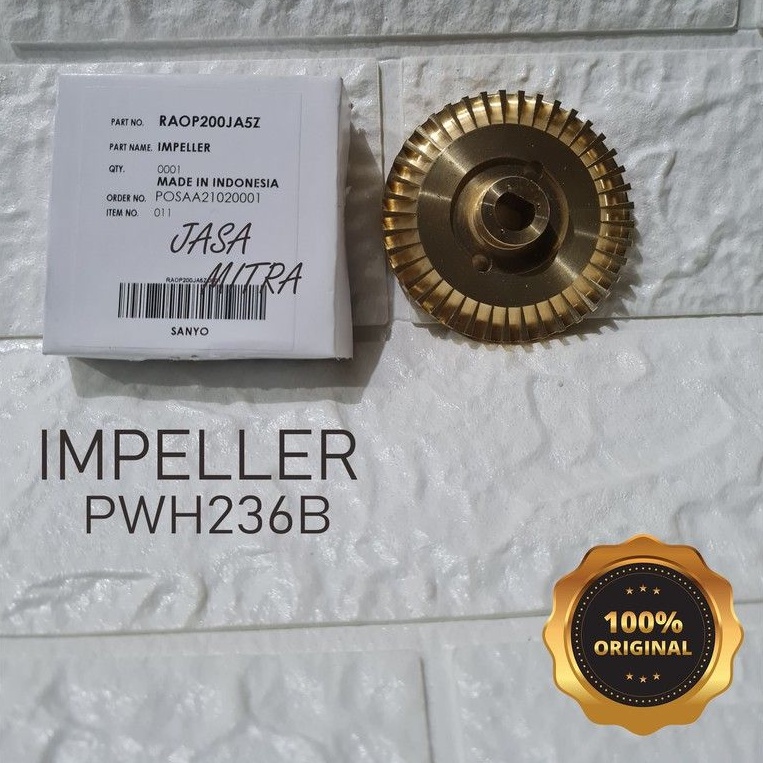 PART NO. RAOP200JA5Z
PART NAME. IMPELLER
QTY. 0001
MADE IN INDONESIA
ORDER NO. POSAA21020001
ITEM NO. 011
JASA
MITRA
SANYO
IMPELLER
PWH236B
100%
ORIGINAL